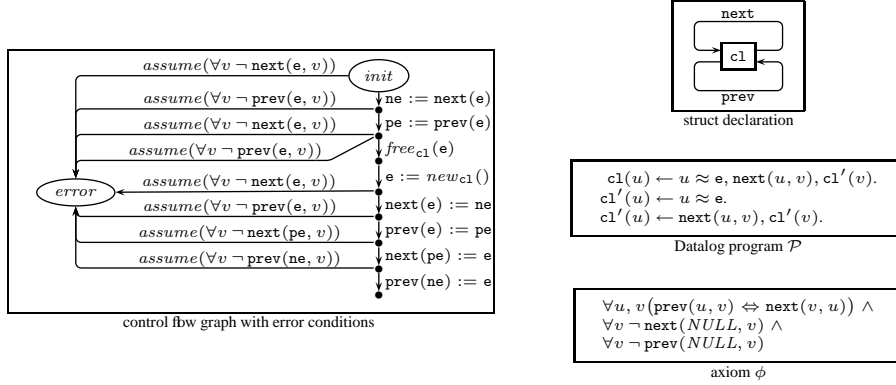 assume(∀v ¬ next(e, v))
init
assume(∀v ¬ prev(e, v))
ne := next(e)
assume(∀v ¬ next(e, v))
pe := prev(e)
assume(∀v ¬ prev(e, v))
free_cl(e)
error
assume(∀v ¬ next(e, v))
e := new_cl()
assume(∀v ¬ prev(e, v))
next(e) := ne
assume(∀v ¬ next(pe, v))
prev(e) := pe
assume(∀v ¬ prev(ne, v))
next(pe) := e
prev(ne) := e
control flow graph with error conditions
next
cl
prev
struct declaration
cl(u) ← u ≈ e, next(u, v), cl′(v).
cl′(u) ← u ≈ e.
cl′(u) ← next(u, v), cl′(v).
Datalog program 𝒫
∀u, v(prev(u, v) ⇔ next(v, u)) ∧
∀v ¬ next(NULL, v) ∧
∀v ¬ prev(NULL, v)
axiom ϕ